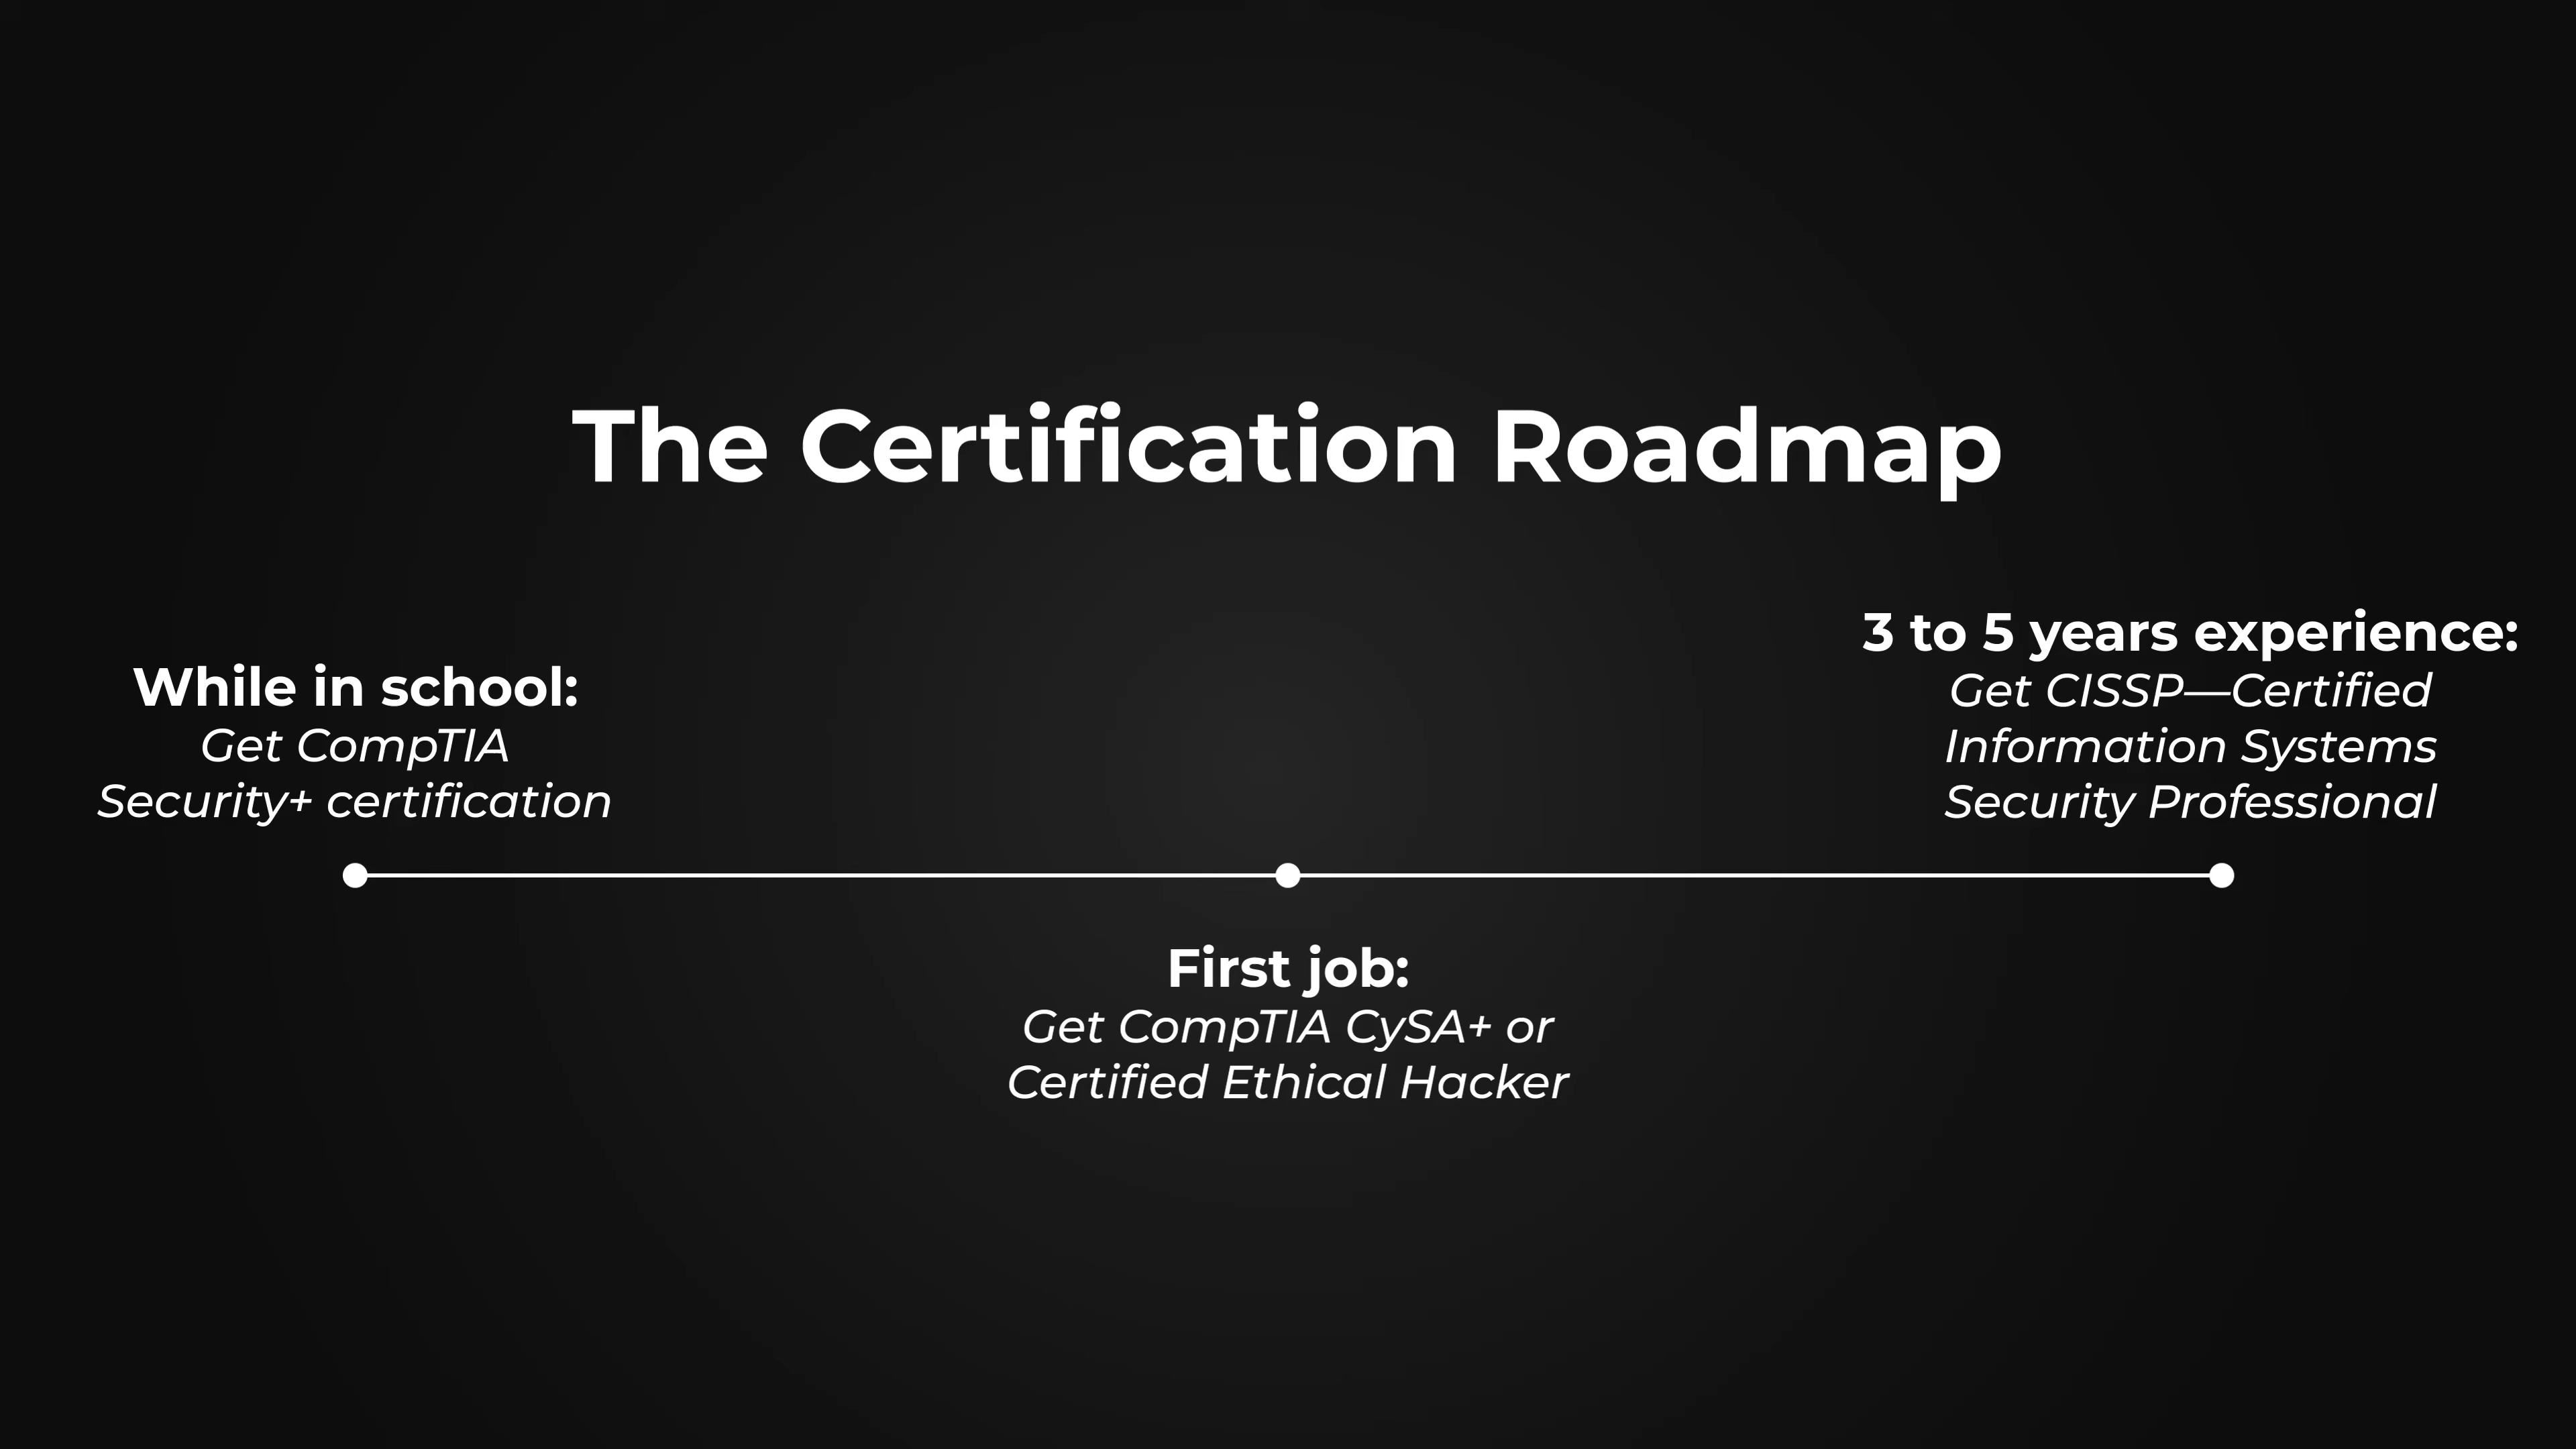 The Certification Roadmap
While in school:
Get CompTIA
Security+ certification
First job:
Get CompTIA CySA+ or
Certified Ethical Hacker
3 to 5 years experience:
Get CISSP—Certified
Information Systems
Security Professional